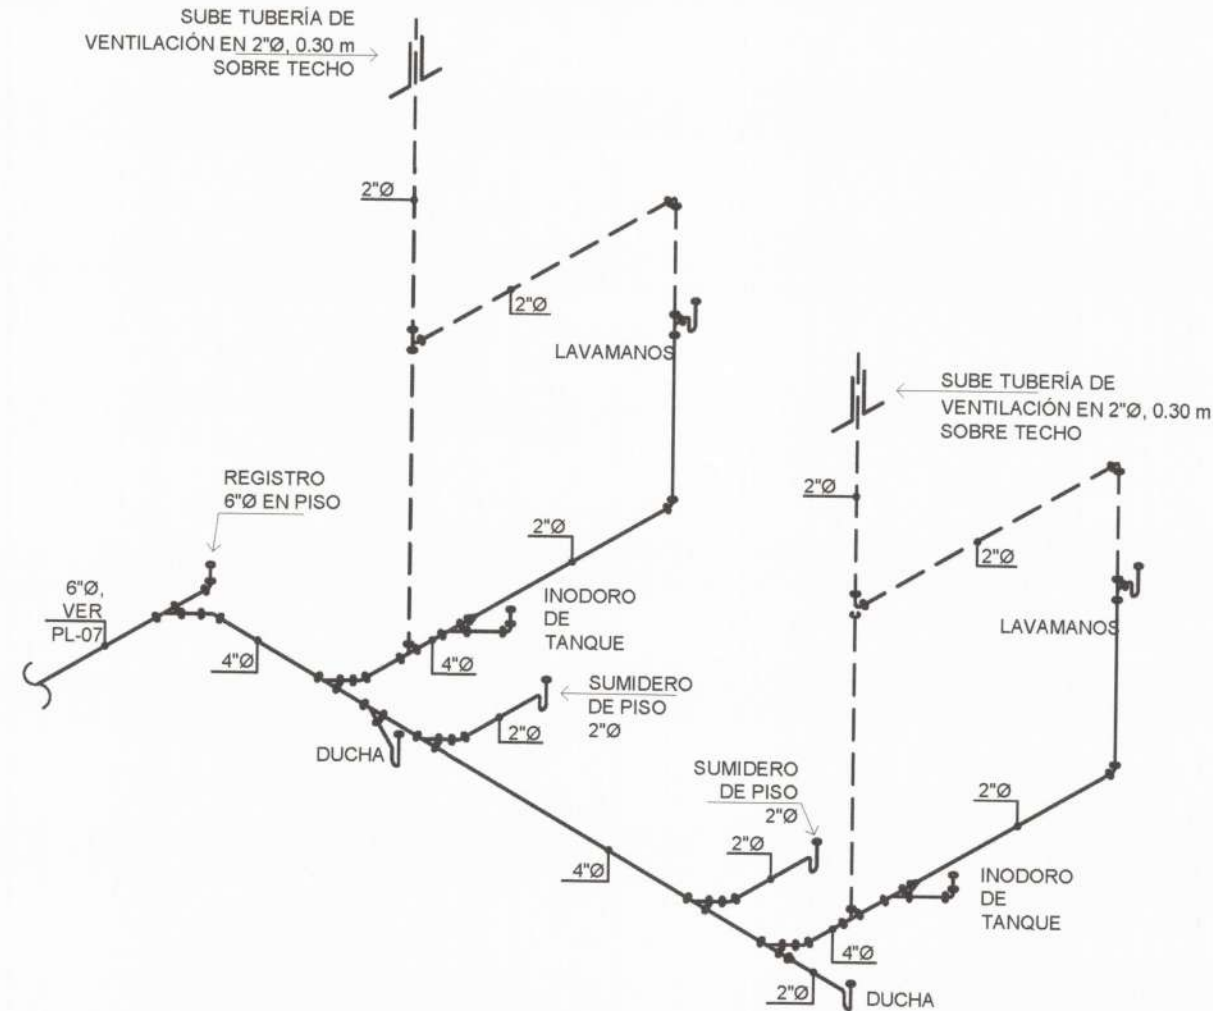 SUBE TUBERÍA DE
VENTILACIÓN EN 2"Ø, 0.30 m
SOBRE TECHO
2"Ø
2"Ø
LAVAMANOS
SUBE TUBERÍA DE
VENTILACIÓN EN 2"Ø, 0.30 m
SOBRE TECHO
REGISTRO
6"Ø EN PISO
2"Ø
2"Ø
2"Ø
6"Ø,
VER
PL-07
INODORO
DE
TANQUE
LAVAMANOS
4"Ø
4"Ø
SUMIDERO
DE PISO
2"Ø
2"Ø
DUCHA
SUMIDERO
DE PISO
2"Ø
2"Ø
2"Ø
4"Ø
INODORO
DE
TANQUE
4"Ø
2"Ø
DUCHA